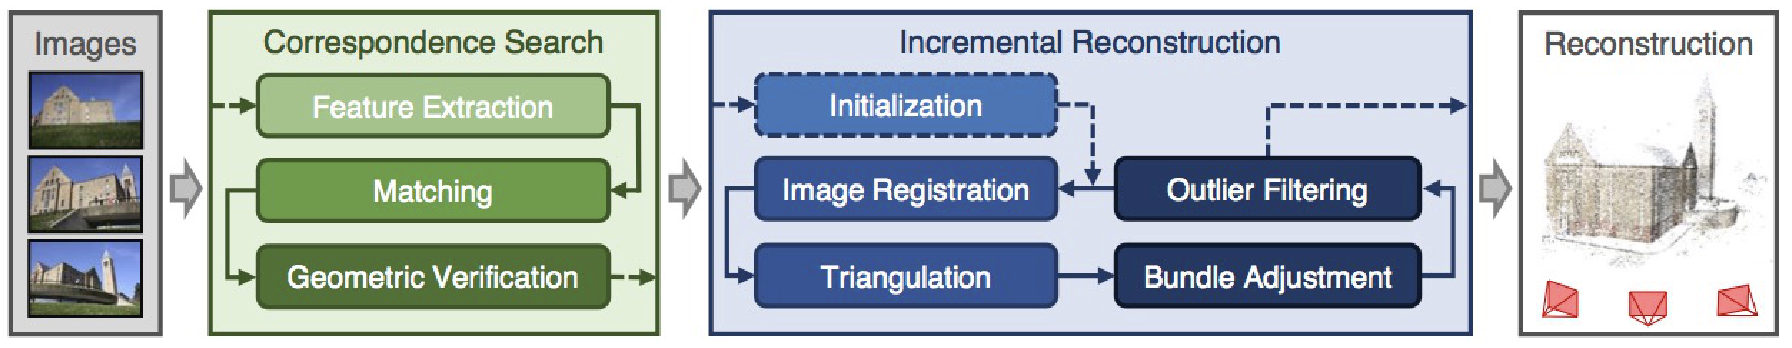 Images
Correspondence Search
Feature Extraction
Matching
Geometric Verification
Incremental Reconstruction
Initialization
Image Registration
Outlier Filtering
Triangulation
Bundle Adjustment
Reconstruction